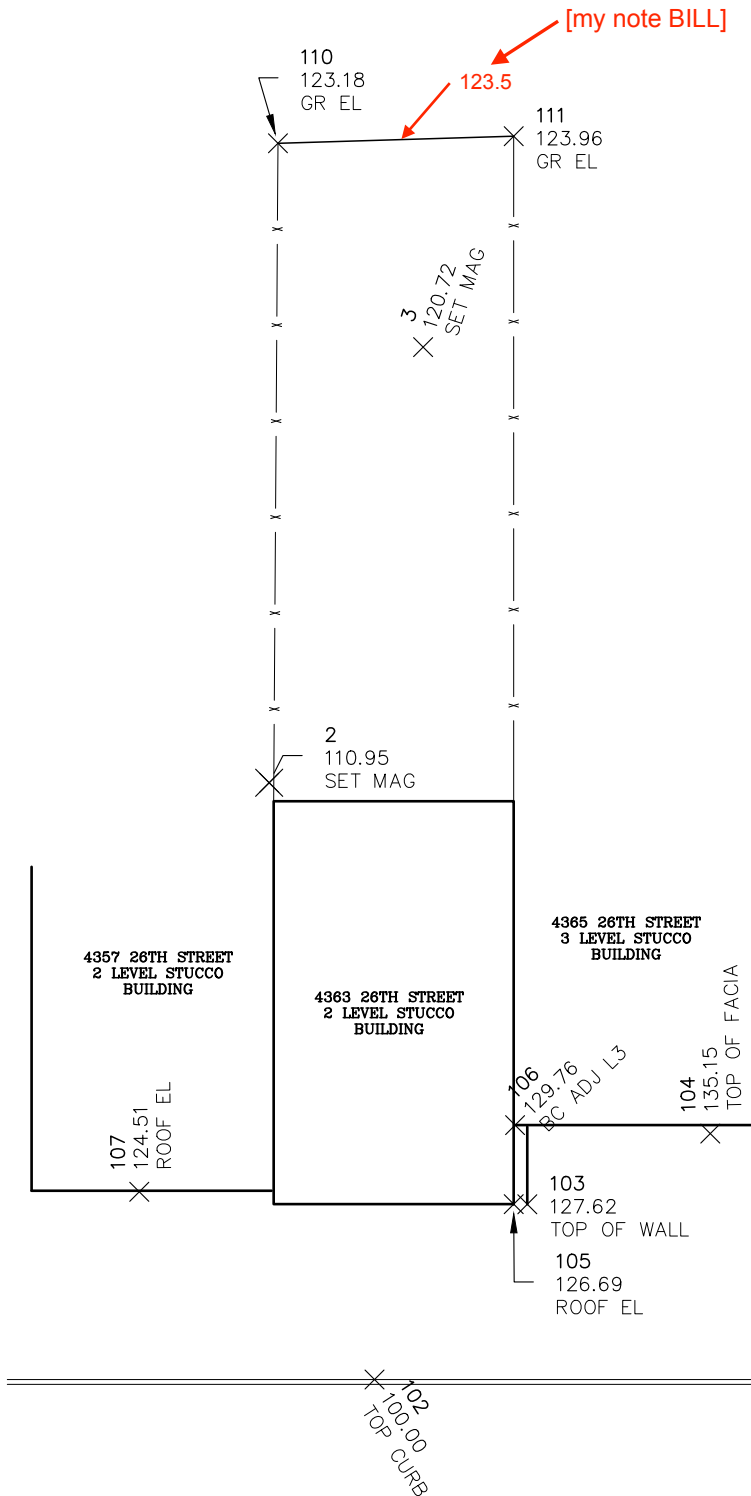 [my note BILL]
110
123.18
GR EL
123.5
111
123.96
GR EL
3
120.72
SET MAG
2
110.95
SET MAG
4357 26TH STREET
2 LEVEL STUCCO
BUILDING
4363 26TH STREET
2 LEVEL STUCCO
BUILDING
4365 26TH STREET
3 LEVEL STUCCO
BUILDING
106
129.76
BC ADJ L3
104
135.15
TOP OF FACIA
107
124.51
ROOF EL
103
127.62
TOP OF WALL
105
126.69
ROOF EL
102
100.00
TOP CURB